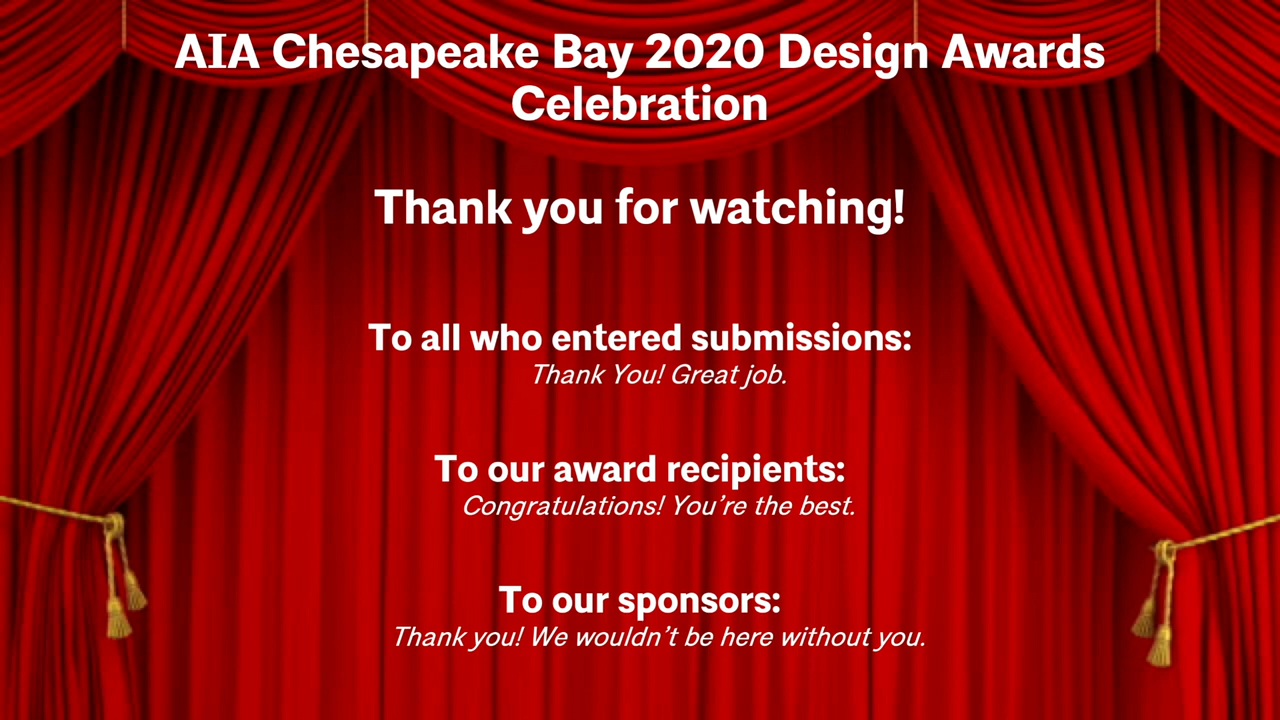 AIA Chesapeake Bay 2020 Design Awards
Celebration
Thank you for watching!
To all who entered submissions:
Thank You! Great job.
To our award recipients:
Congratulations! You’re the best.
To our sponsors:
Thank you! We wouldn’t be here without you.